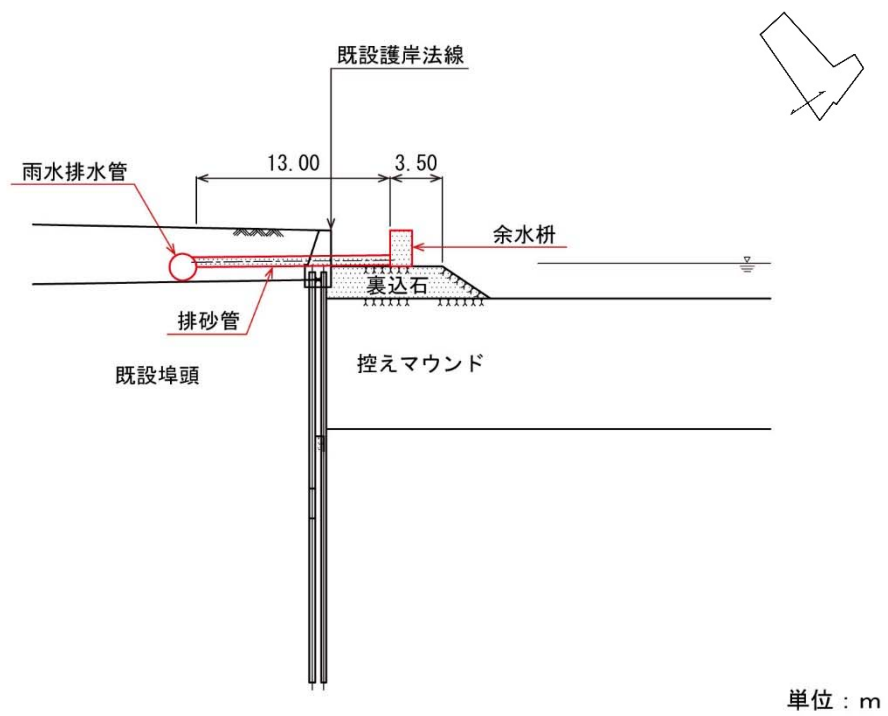 既設護岸法線
13.00
3.50
雨水排水管
余水枡
裏込石
排砂管
控えマウンド
既設埠頭
単位：m